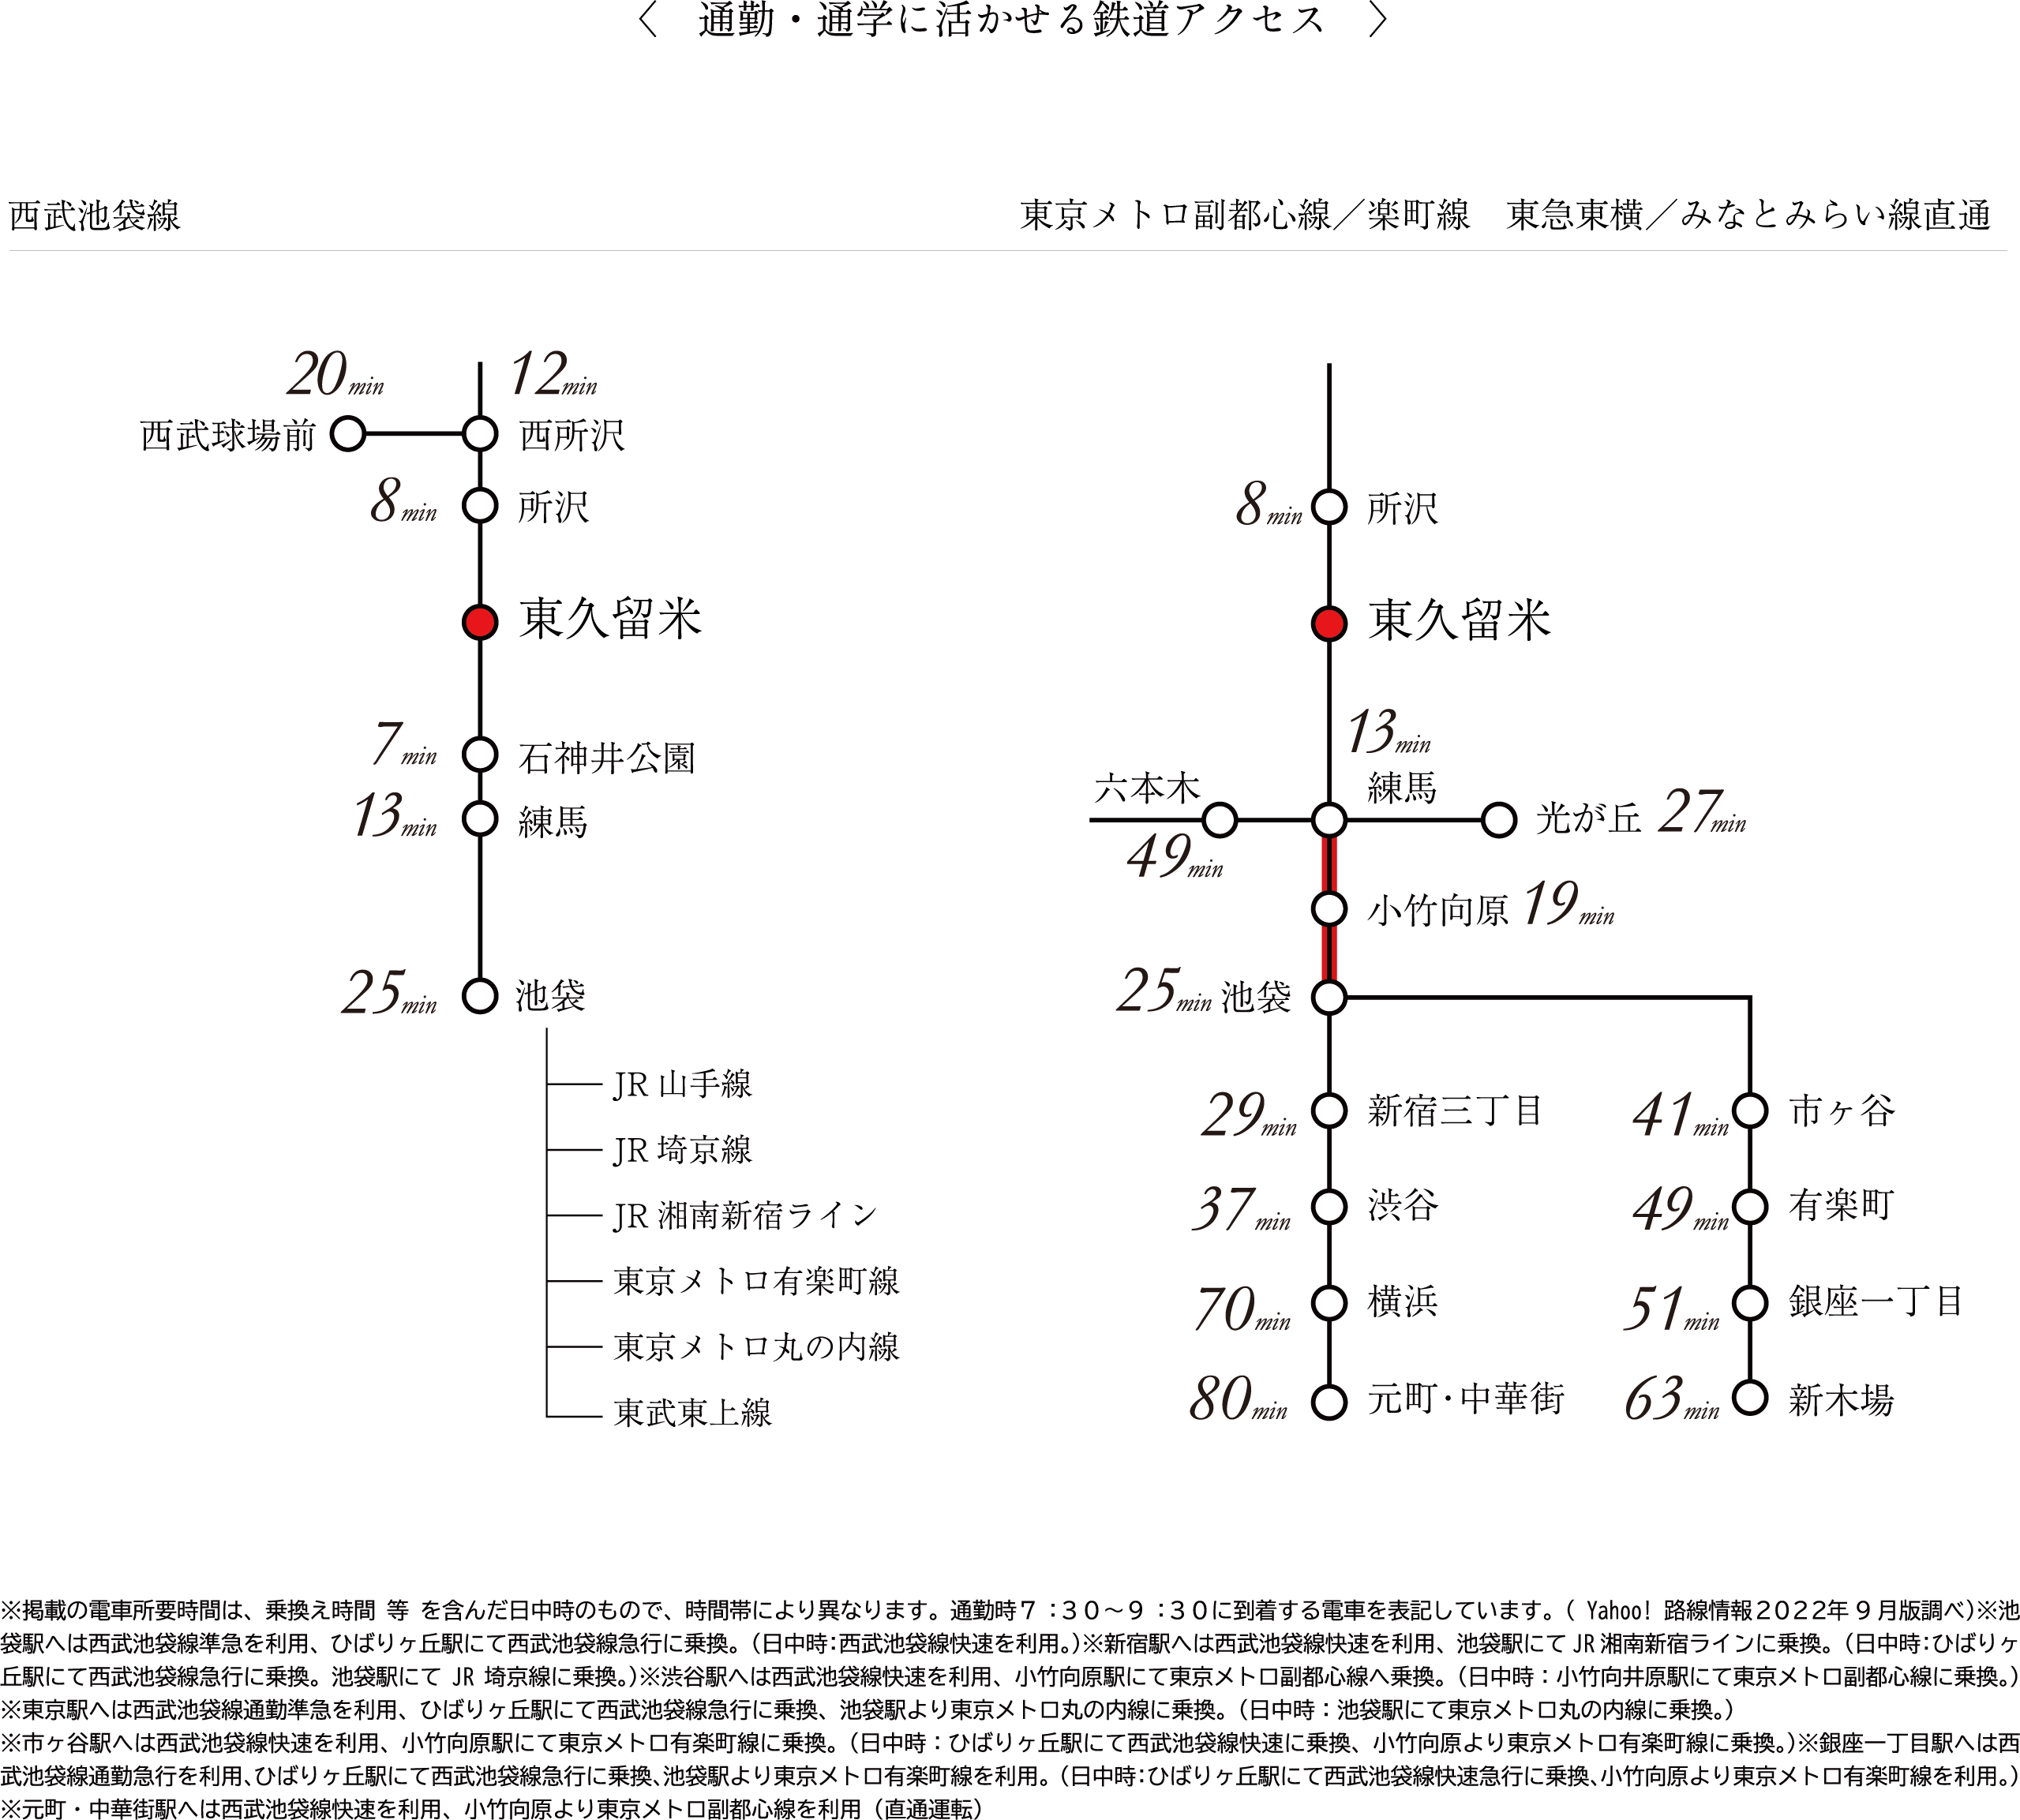 〈　通勤・通学に活かせる鉄道アクセス　〉
西武池袋線
東京メトロ副都心線／楽町線　東急東横／みなとみらい線直通
20min
12min
西武球場前
西所沢
8min
所沢
東久留米
7min
石神井公園
13min
練馬
25min
池袋
JR 山手線
JR 埼京線
JR 湘南新宿ライン
東京メトロ有楽町線
東京メトロ丸の内線
東武東上線
8min
所沢
東久留米
13min
六本木
練馬
光が丘 27min
49min
小竹向原 19min
25min 池袋
29min
新宿三丁目
37min
渋谷
70min
横浜
80min
元町・中華街
41min
市ヶ谷
49min
有楽町
51min
銀座一丁目
63min
新木場
※掲載の電車所要時間は、乗換え時間 等 を含んだ日中時のもので、時間帯により異なります。通勤時７：３０～９：３０に到着する電車を表記しています。（ Yahoo! 路線情報２０２２年 ９ 月版調べ）※池
袋駅へは西武池袋線準急を利用、ひばりヶ丘駅にて西武池袋線急行に乗換。（日中時：西武池袋線快速を利用。）※新宿駅へは西武池袋線快速を利用、池袋駅にて JR 湘南新宿ラインに乗換。（日中時：ひばりヶ
丘駅にて西武池袋線急行に乗換。池袋駅にて JR 埼京線に乗換。）※渋谷駅へは西武池袋線快速を利用、小竹向原駅にて東京メトロ副都心線へ乗換。（日中時：小竹向井原駅にて東京メトロ副都心線に乗換。）
※東京駅へは西武池袋線通勤準急を利用、ひばりヶ丘駅にて西武池袋線急行に乗換、池袋駅より東京メトロ丸の内線に乗換。（日中時：池袋駅にて東京メトロ丸の内線に乗換。）
※市ヶ谷駅へは西武池袋線快速を利用、小竹向原駅にて東京メトロ有楽町線に乗換。（日中時：ひばりヶ丘駅にて西武池袋線快速に乗換、小竹向原より東京メトロ有楽町線に乗換。）※銀座一丁目駅へは西
武池袋線通勤急行を利用、ひばりヶ丘駅にて西武池袋線急行に乗換、池袋駅より東京メトロ有楽町線を利用。（日中時：ひばりヶ丘駅にて西武池袋線快速急行に乗換、小竹向原より東京メトロ有楽町線を利用。）
※元町・中華街駅へは西武池袋線快速を利用、小竹向原より東京メトロ副都心線を利用（直通運転）